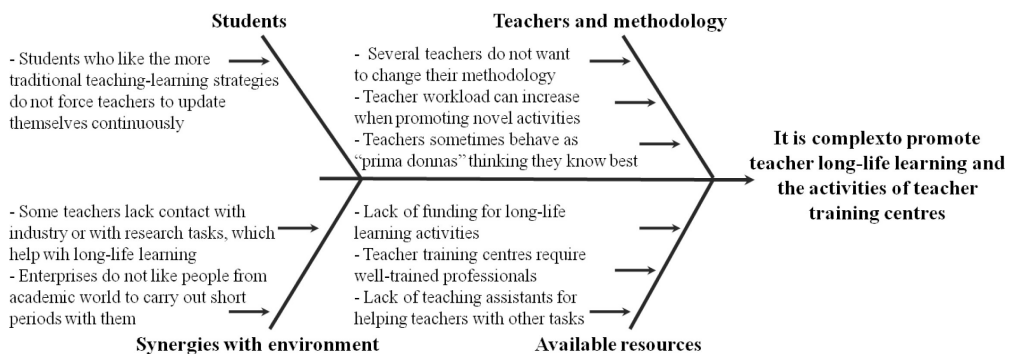 Students
- Students who like the more
traditional teaching-learning strategies
do not force teachers to update
themselves continuously
Teachers and methodology
- Several teachers do not want
to change their methodology
- Teacher workload can increase
when promoting novel activities
- Teachers sometimes behave as
“prima donnas” thinking they know best
It is complexto promote
teacher long-life learning and
the activities of teacher
training centres
- Some teachers lack contact with
industry or with research tasks, which
help wih long-life learning
- Enterprises do not like people from
academic world to carry out short
periods with them
Synergies with environment
- Lack of funding for long-life
learning activities
- Teacher training centres require
well-trained professionals
- Lack of teaching assistants for
helping teachers with other tasks
Available resources